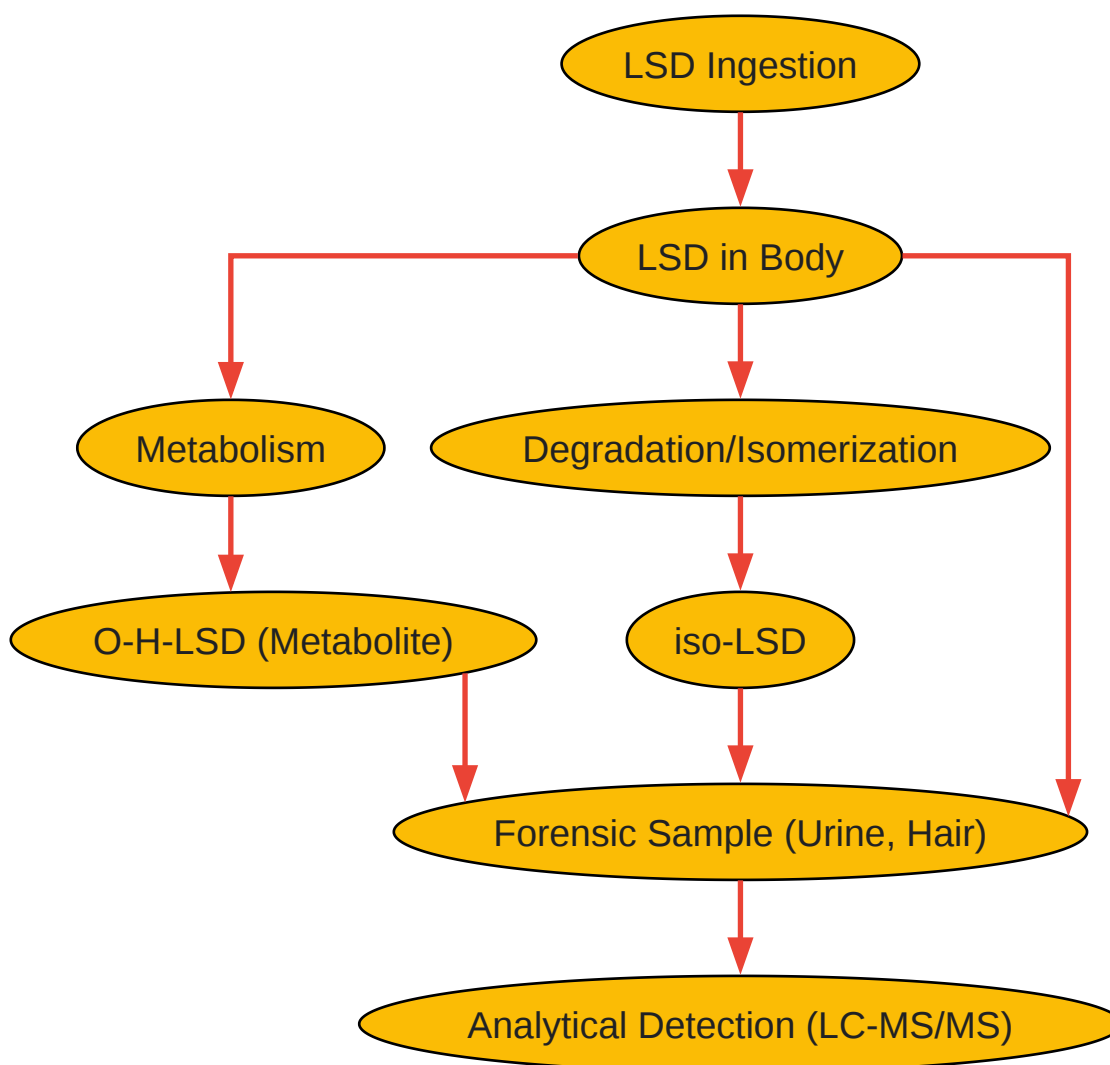 LSD Ingestion
LSD in Body
Metabolism
Degradation/Isomerization
O-H-LSD (Metabolite)
iso-LSD
Forensic Sample (Urine, Hair)
Analytical Detection (LC-MS/MS)